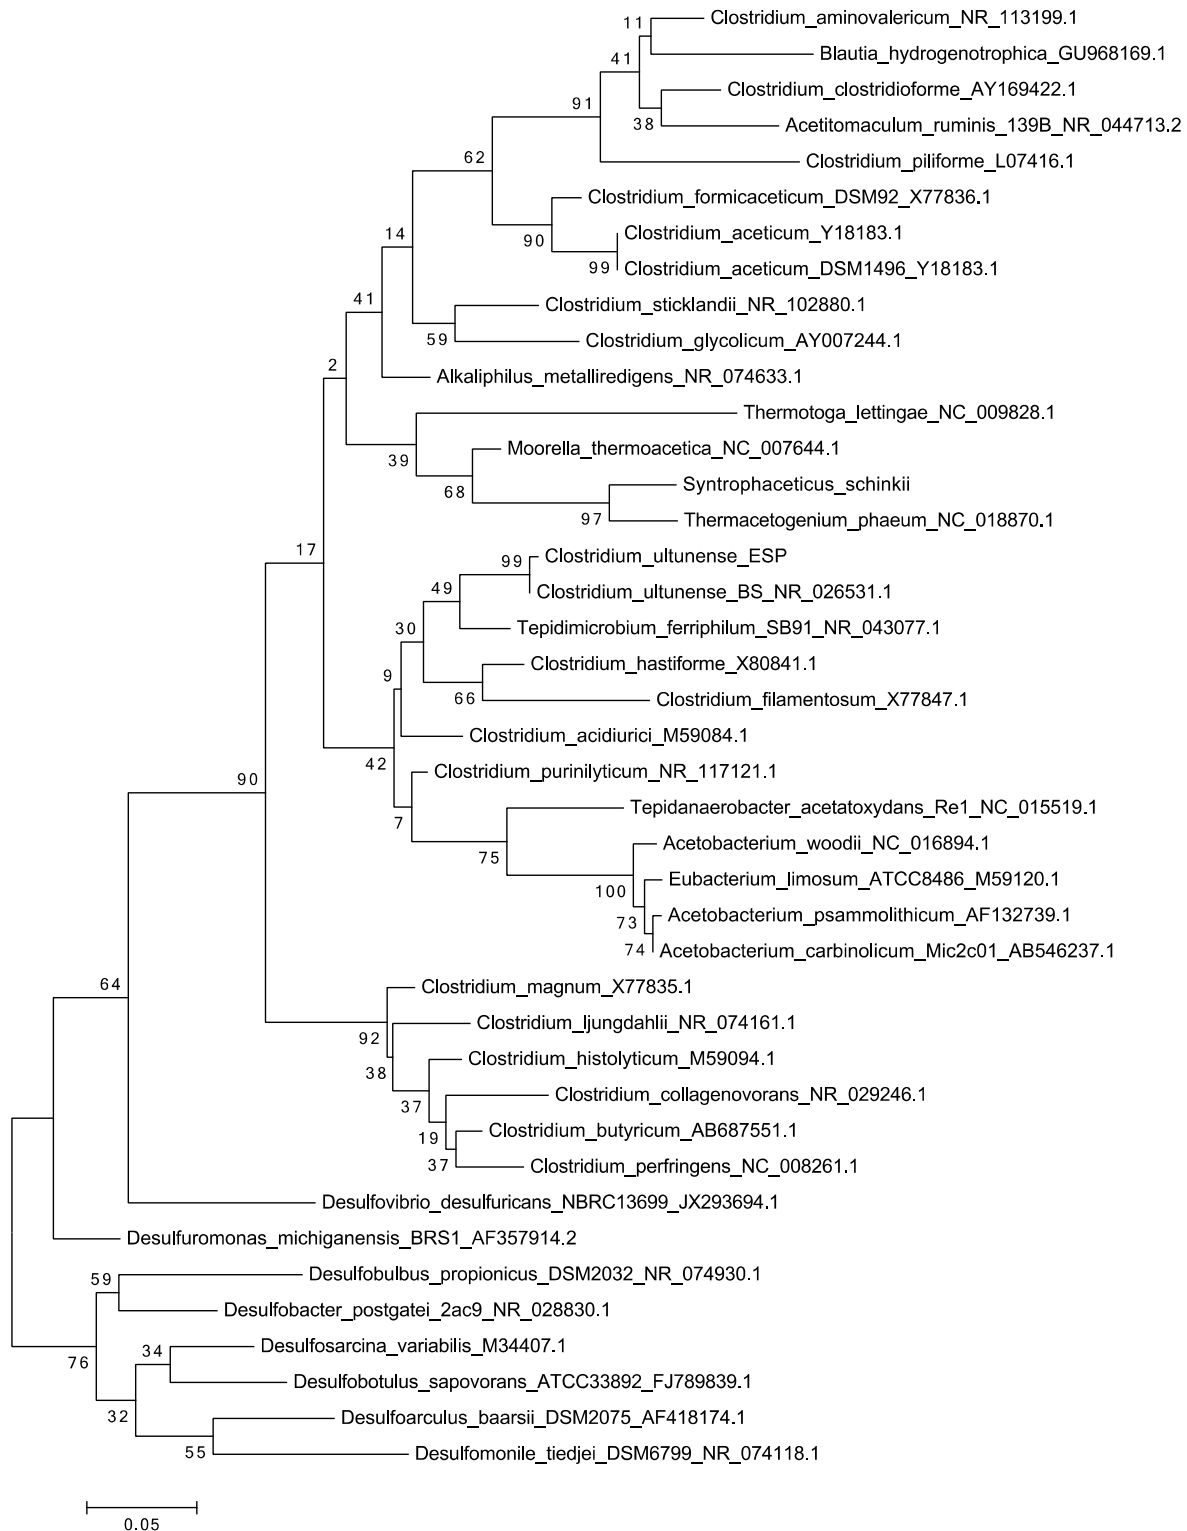 11
Clostridium_aminovalericum_NR_113199.1
Blautia_hydrogenotrophica_GU968169.1
41
Clostridium_clostridioforme_AY169422.1
91
38
Acetitomaculum_ruminis_139B_NR_044713.2
62
Clostridium_piliforme_L07416.1
Clostridium_formicaceticum_DSM92_X77836.1
14
90
Clostridium_aceticum_Y18183.1
99
Clostridium_aceticum_DSM1496_Y18183.1
41
Clostridium_sticklandii_NR_102880.1
59
Clostridium_glycolicum_AY007244.1
2
Alkaliphilus_metalliredigens_NR_074633.1
Thermotoga_lettingae_NC_009828.1
39
Moorella_thermoacetica_NC_007644.1
68
Syntrophaceticus_schinkii
97
Thermacetogenium_phaeum_NC_018870.1
17
99
Clostridium_ultunense_ESP
49
Clostridium_ultunense_BS_NR_026531.1
30
Tepidimicrobium_ferriphilum_SB91_NR_043077.1
9
Clostridium_hastiforme_X80841.1
66
Clostridium_filamentosum_X77847.1
42
Clostridium_acidiurici_M59084.1
90
Clostridium_purinilyticum_NR_117121.1
7
Tepidanaerobacter_acetatoxydans_Re1_NC_015519.1
75
Acetobacterium_woodii_NC_016894.1
100
Eubacterium_limosum_ATCC8486_M59120.1
73
Acetobacterium_psammolithicum_AF132739.1
74
Acetobacterium_carbinolicum_Mic2c01_AB546237.1
64
Clostridium_magnum_X77835.1
92
Clostridium_ljungdahlii_NR_074161.1
38
Clostridium_histolyticum_M59094.1
37
Clostridium_collagenovorans_NR_029246.1
19
Clostridium_butyricum_AB687551.1
37
Clostridium_perfringens_NC_008261.1
Desulfovibrio_desulfuricans_NBRC13699_JX293694.1
Desulfuromonas_michiganensis_BRS1_AF357914.2
59
Desulfobulbus_propionicus_DSM2032_NR_074930.1
Desulfobacter_postgatei_2ac9_NR_028830.1
76
34
Desulfosarcina_variabilis_M34407.1
Desulfobotulus_sapovorans_ATCC33892_FJ789839.1
32
Desulfoarculus_baarsii_DSM2075_AF418174.1
55
Desulfomonile_tiedjei_DSM6799_NR_074118.1
0.05